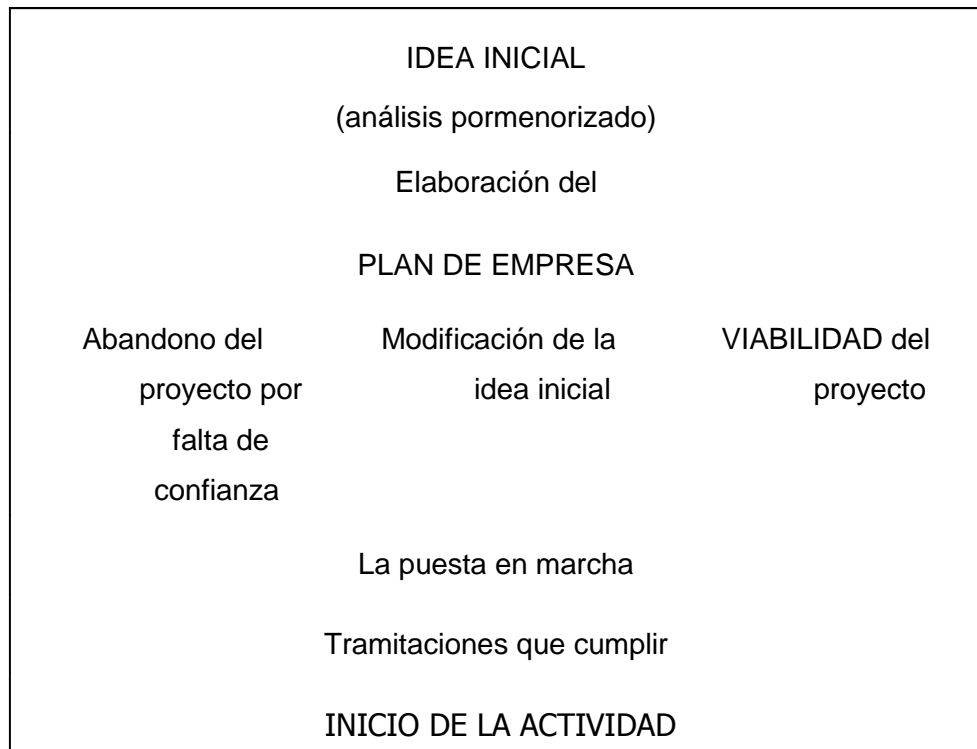 IDEA INICIAL
(análisis pormenorizado)
Elaboración del
PLAN DE EMPRESA
Abandono del
proyecto por
falta de
confianza
Modificación de la
idea inicial
VIABILIDAD del
proyecto
La puesta en marcha
Tramitaciones que cumplir
INICIO DE LA ACTIVIDAD